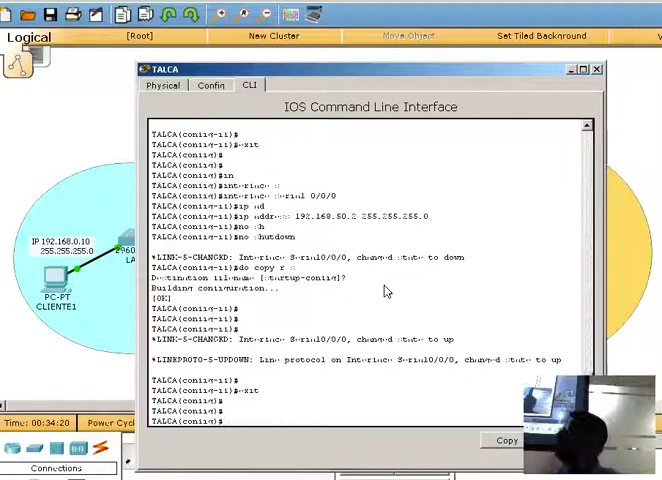 Logical
[Root]
New Cluster
Move Object
Set Tiled Background
TALCA
Physical
Config
CLI
IOS Command Line Interface
TALCA(config-if)#
TALCA(config-if)#exit
TALCA(config)#
TALCA(config)#
TALCA(config)#in
TALCA(config)#interface s
TALCA(config)#interface serial 0/0/0
TALCA(config-if)#ip ad
TALCA(config-if)#ip address 192.168.50.2 255.255.255.0
TALCA(config-if)#no sh
TALCA(config-if)#no shutdown
%LINK-5-CHANGED: Interface Serial0/0/0, changed state to down
TALCA(config-if)#do copy r s
Destination filename [startup-config]?
Building configuration...
[OK]
TALCA(config-if)#
TALCA(config-if)#
TALCA(config-if)#
%LINK-5-CHANGED: Interface Serial0/0/0, changed state to up
%LINEPROTO-5-UPDOWN: Line protocol on Interface Serial0/0/0, changed state to up
TALCA(config-if)#
TALCA(config-if)#exit
TALCA(config)#
TALCA(config)#
TALCA(config)#
Copy
IP 192.168.0.10
255.255.255.0
2960
LA
PC-PT
CLIENTE1
Time: 00:34:20
Power Cyc
Connections